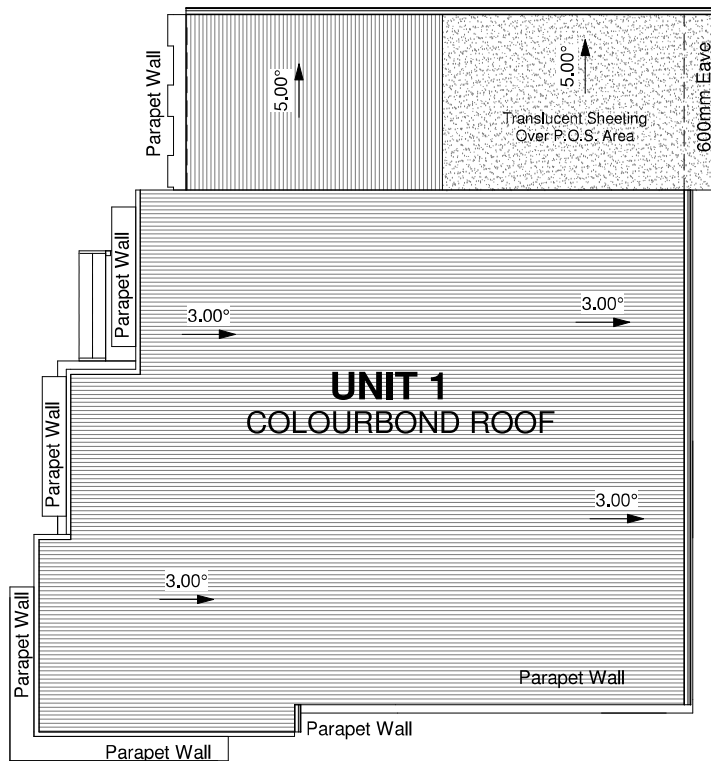 Parapet Wall
5.00°
5.00°
Translucent Sheeting
Over P.O.S. Area
600mm Eave
Parapet Wall
3.00°
3.00°
UNIT 1
COLOURBOND ROOF
Parapet Wall
3.00°
3.00°
Parapet Wall
Parapet Wall
Parapet Wall
Parapet Wall